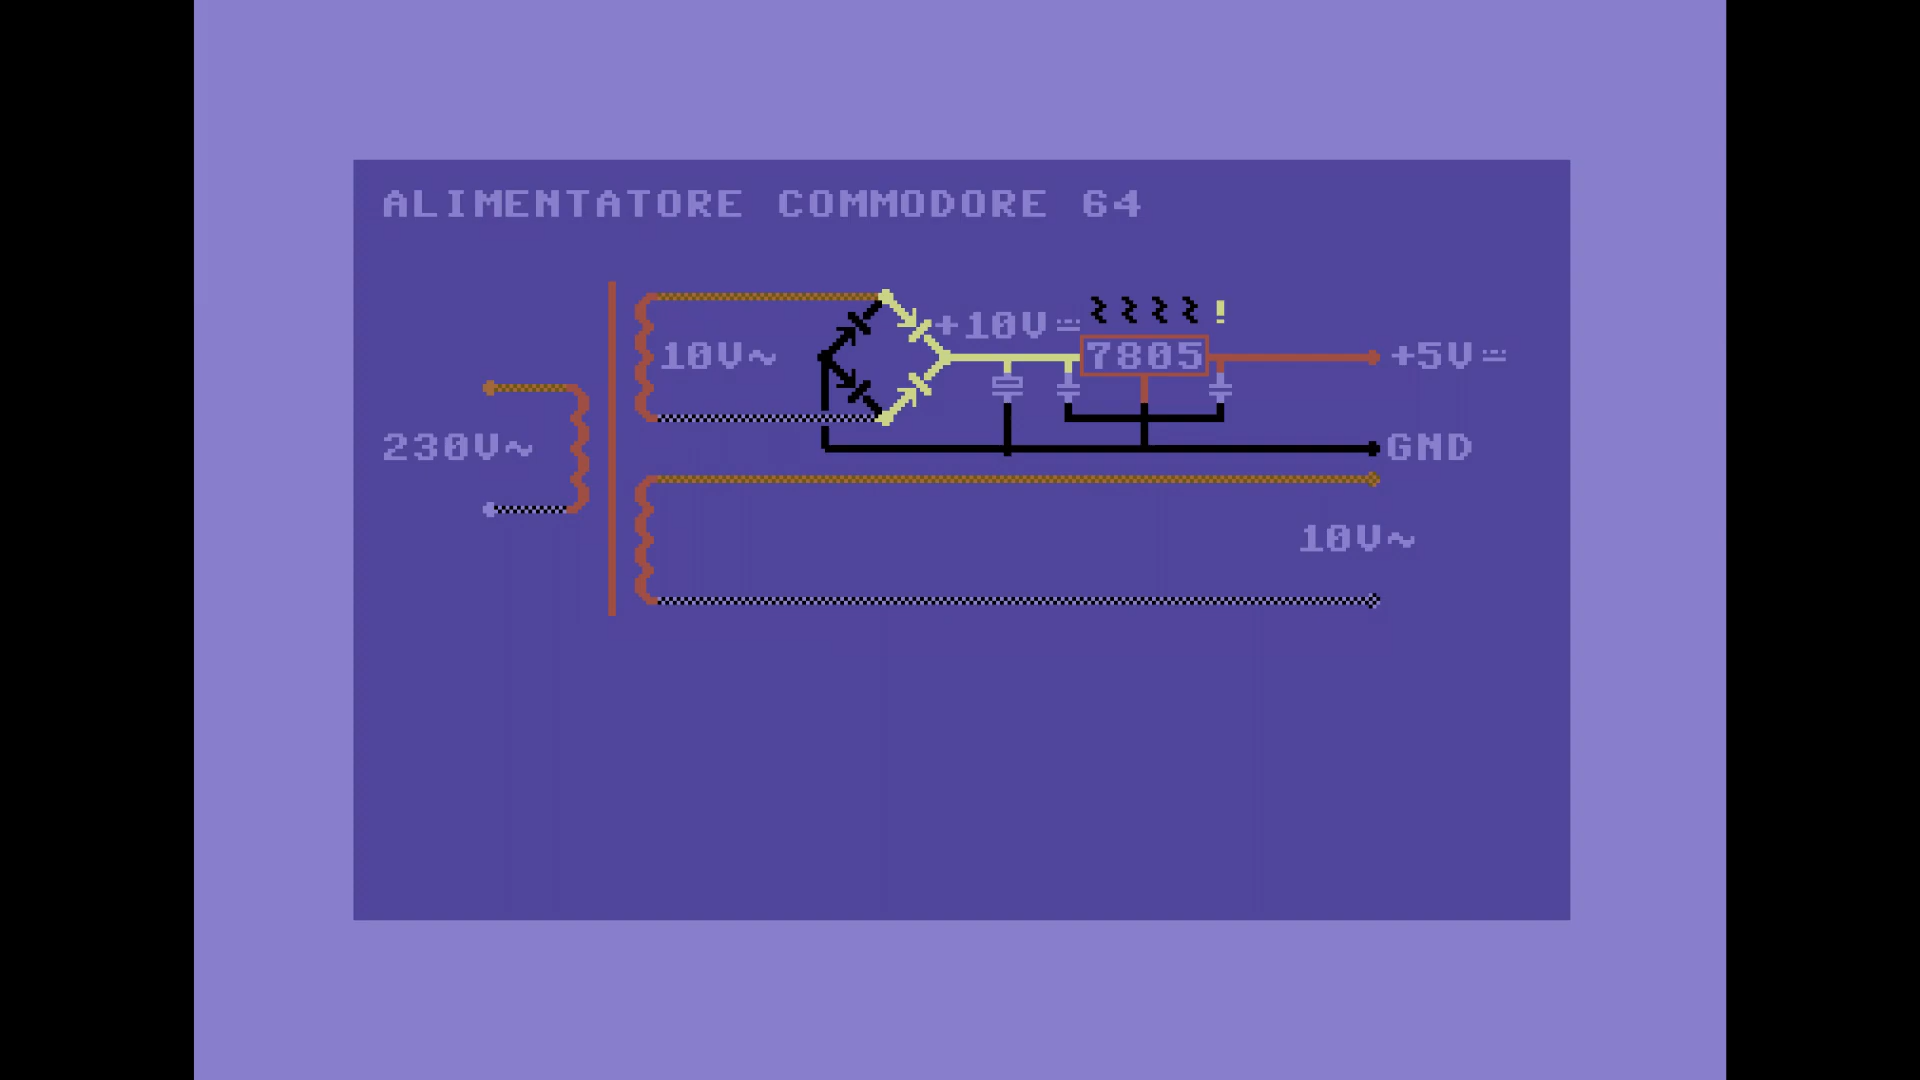 ALIMENTATORE COMMODORE 64
+10V⎓
!
10V~
7805
+5V⎓
230V~
GND
10V~